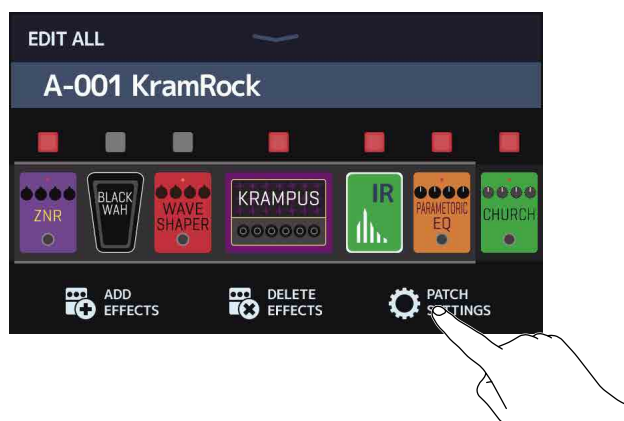 EDIT ALL
A-001 KramRock
ZNR
BLACK
WAH
WAVE
SHAPER
KRAMPUS
IR
PARAMETORIC
EQ
CHURCH
ADD
EFFECTS
DELETE
EFFECTS
PATCH
SETTINGS